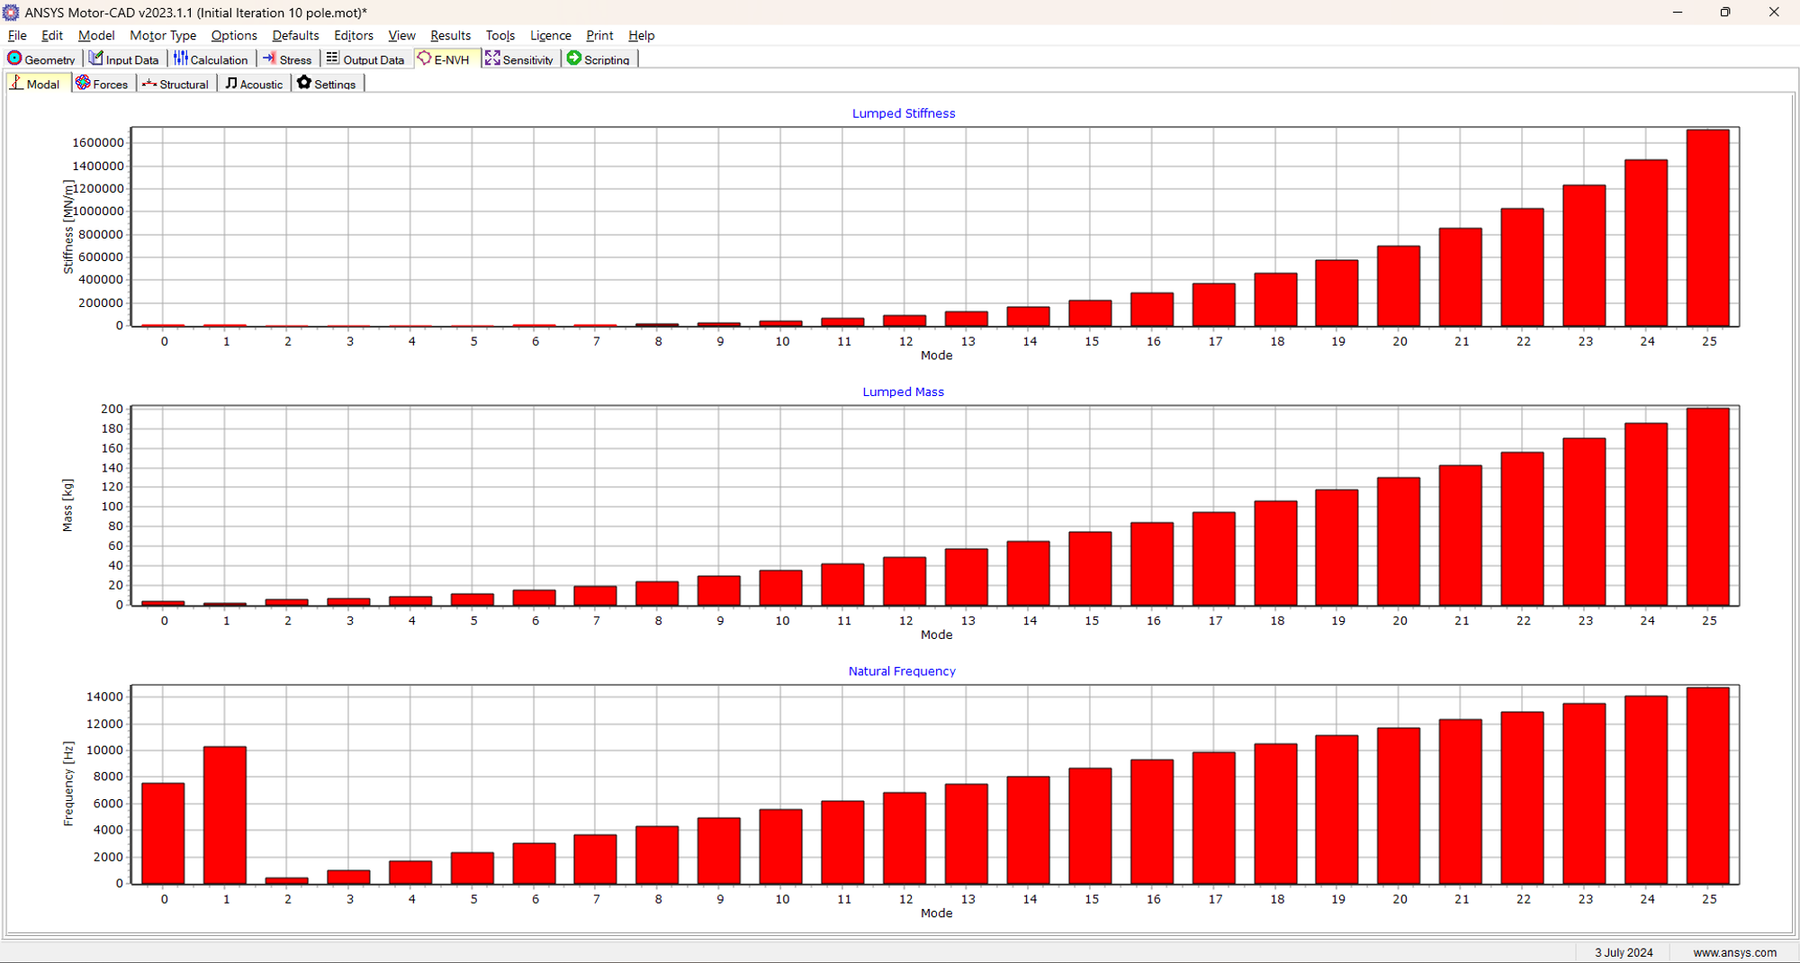 ANSYS Motor-CAD v2023.1.1 (Initial Iteration 10 pole.mot)*
File Edit Model Motor Type Options Defaults Editors View Results Tools Licence Print Help
Geometry Input Data Calculation Stress Output Data E-NVH Sensitivity Scripting
Modal Forces Structural Acoustic Settings
Lumped Stiffness
Stiffness [MN/m]
1600000
1400000
1200000
1000000
800000
600000
400000
200000
0
0 1 2 3 4 5 6 7 8 9 10 11 12 13 14 15 16 17 18 19 20 21 22 23 24 25
Mode
Lumped Mass
Mass [kg]
200
180
160
140
120
100
80
60
40
20
0
0 1 2 3 4 5 6 7 8 9 10 11 12 13 14 15 16 17 18 19 20 21 22 23 24 25
Mode
Natural Frequency
Frequency [Hz]
14000
12000
10000
8000
6000
4000
2000
0
0 1 2 3 4 5 6 7 8 9 10 11 12 13 14 15 16 17 18 19 20 21 22 23 24 25
Mode
3 July 2024 www.ansys.com